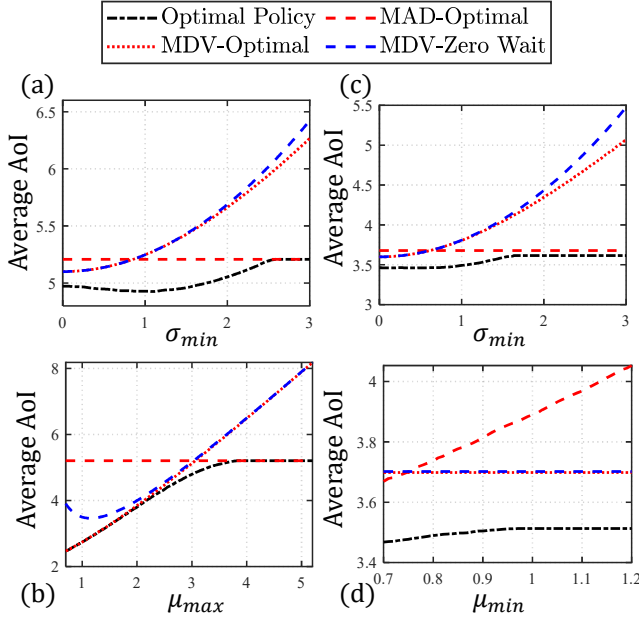 Optimal Policy MAD-Optimal
MDV-Optimal MDV-Zero Wait
(a)
Average AoI
6.5
6
5.5
5
0 1 2 3
σmin
(c)
Average AoI
5.5
5
4.5
4
3.5
3
0 1 2 3
σmin
Average AoI
8
6
4
2
1 2 3 4 5
(b) μmax
Average AoI
4
3.8
3.6
3.4
0.7 0.8 0.9 1 1.1 1.2
(d) μmin